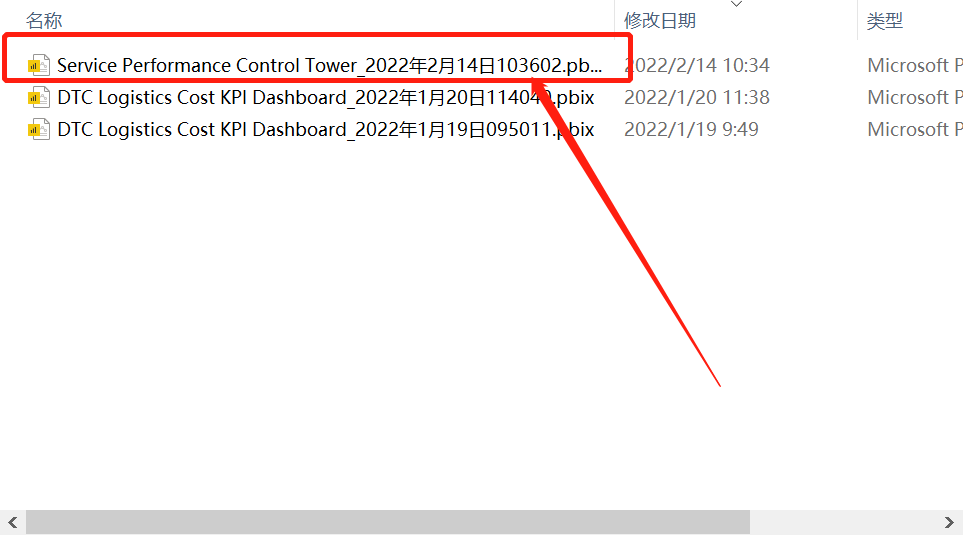 名称 修改日期 类型
Service Performance Control Tower_2022年2月14日103602.pb... 2022/2/14 10:34 Microsoft P
DTC Logistics Cost KPI Dashboard_2022年1月20日114040.pbix 2022/1/20 11:38 Microsoft P
DTC Logistics Cost KPI Dashboard_2022年1月19日095011.pbix 2022/1/19 9:49 Microsoft P